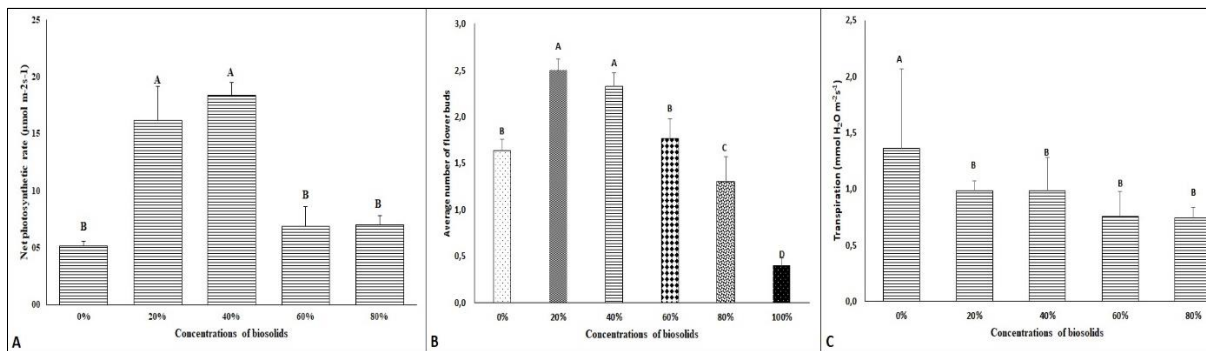 25
20
15
10
05
00
Net photosynthetic rate (µmol m-2s-1)
B
A
A
B
B
0%
20%
40%
60%
80%
Concentrations of biosolids
A
3,0
2,5
2,0
1,5
1,0
0,5
0,0
Average number of flower buds
B
A
A
B
C
D
0%
20%
40%
60%
80%
100%
Concentrations of biosolids
B
2,5
2,0
1,5
1,0
0,5
0,0
Transpiration (mmol H₂O m⁻²s⁻¹)
A
B
B
B
B
0%
20%
40%
60%
80%
Concentrations of biosolids
C